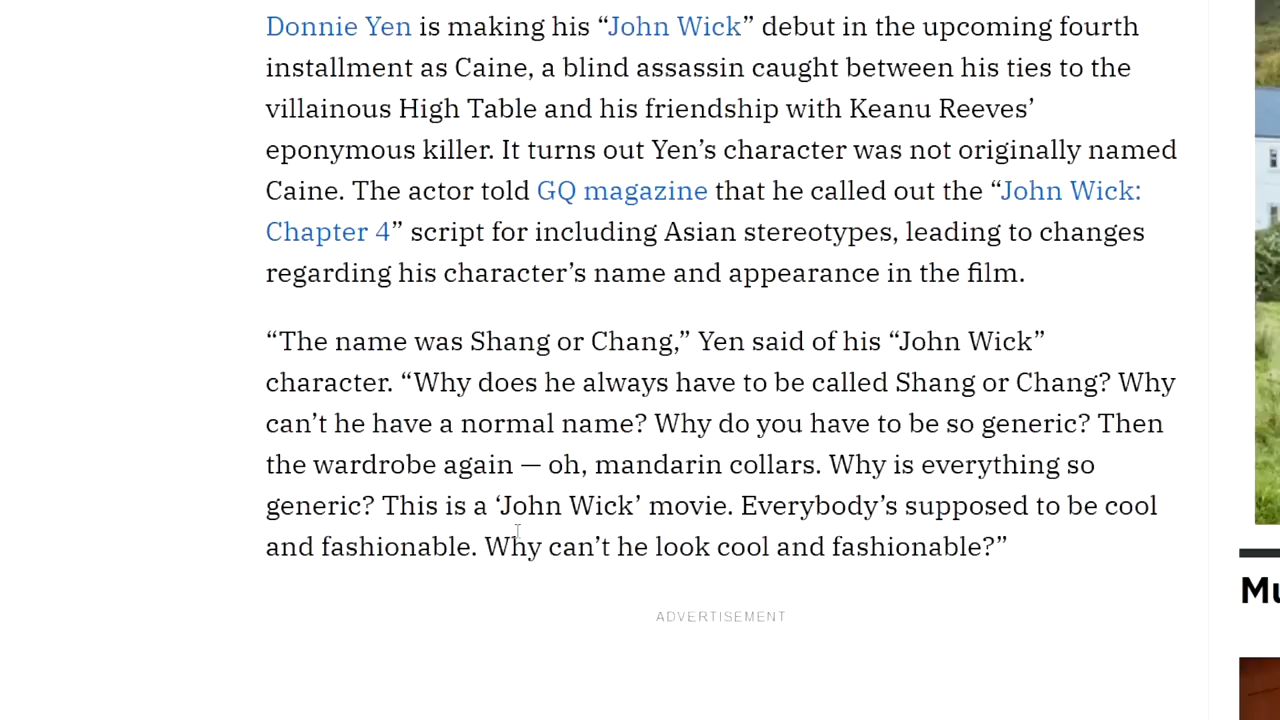 Donnie Yen is making his “John Wick” debut in the upcoming fourth
installment as Caine, a blind assassin caught between his ties to the
villainous High Table and his friendship with Keanu Reeves’
eponymous killer. It turns out Yen’s character was not originally named
Caine. The actor told GQ magazine that he called out the “John Wick:
Chapter 4” script for including Asian stereotypes, leading to changes
regarding his character’s name and appearance in the film.
“The name was Shang or Chang,” Yen said of his “John Wick”
character. “Why does he always have to be called Shang or Chang? Why
can’t he have a normal name? Why do you have to be so generic? Then
the wardrobe again — oh, mandarin collars. Why is everything so
generic? This is a ‘John Wick’ movie. Everybody’s supposed to be cool
and fashionable. Why can’t he look cool and fashionable?”
ADVERTISEMENT